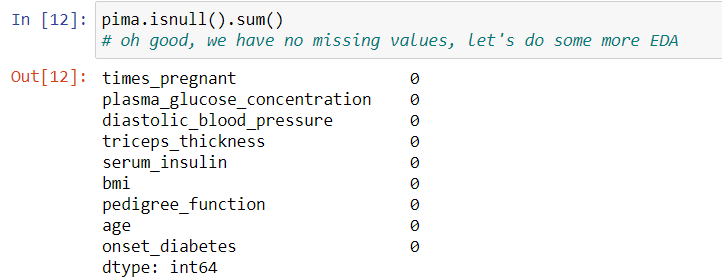 In [12]: pima.isnull().sum()
# oh good, we have no missing values, let's do some more EDA
Out[12]: times_pregnant 0
plasma_glucose_concentration 0
diastolic_blood_pressure 0
triceps_thickness 0
serum_insulin 0
bmi 0
pedigree_function 0
age 0
onset_diabetes 0
dtype: int64